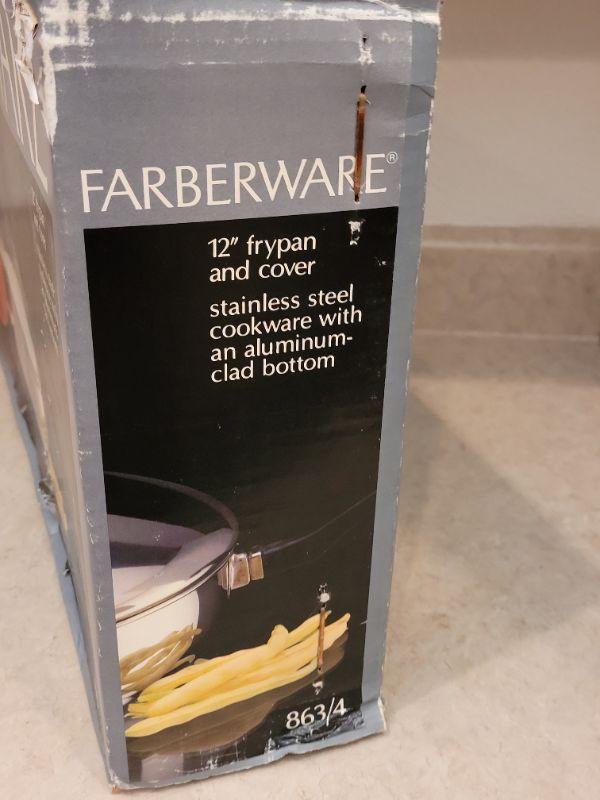 FARBERWARE®
12" frypan
and cover
stainless steel
cookware with
an aluminum-
clad bottom
863/4